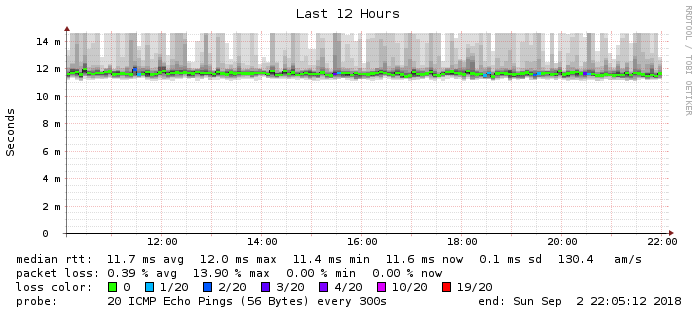 Last 12 Hours
RRDTOOL / TOBI OETIKER
Seconds
14 m
12 m
10 m
8 m
6 m
4 m
2 m
0
12:00 14:00 16:00 18:00 20:00 22:00
median rtt: 11.7 ms avg 12.0 ms max 11.4 ms min 11.6 ms now 0.1 ms sd 130.4 am/s
packet loss: 0.39 % avg 13.90 % max 0.00 % min 0.00 % now
loss color: 0 1/20 2/20 3/20 4/20 10/20 19/20
probe: 20 ICMP Echo Pings (56 Bytes) every 300s end: Sun Sep 2 22:05:12 2018